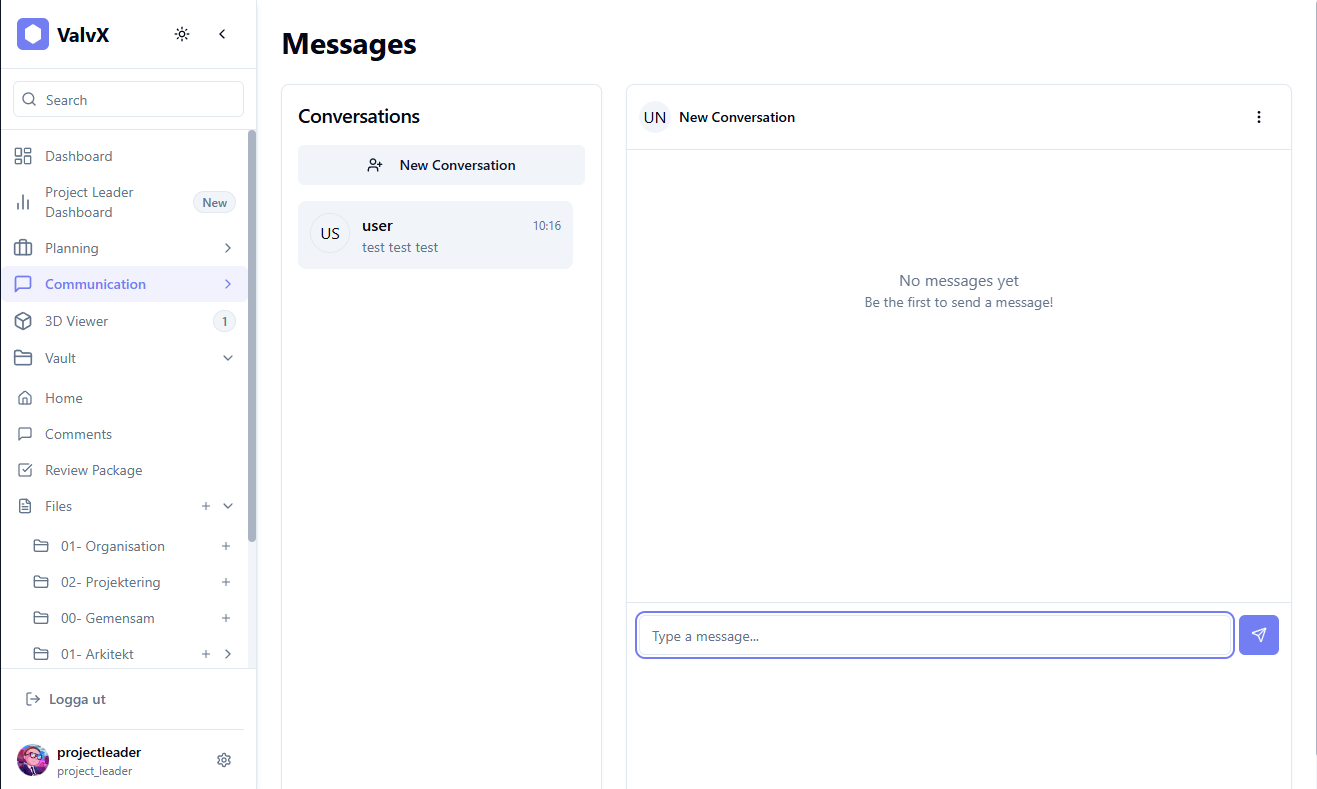 ValvX
Search
Dashboard
Project Leader
Dashboard
New
Planning
Communication
3D Viewer
1
Vault
Home
Comments
Review Package
Files
01- Organisation
02- Projektering
00- Gemensam
01- Arkitekt
Logga ut
projectleader
project_leader
Messages
Conversations
New Conversation
US
user
10:16
test test test
UN
New Conversation
No messages yet
Be the first to send a message!
Type a message...